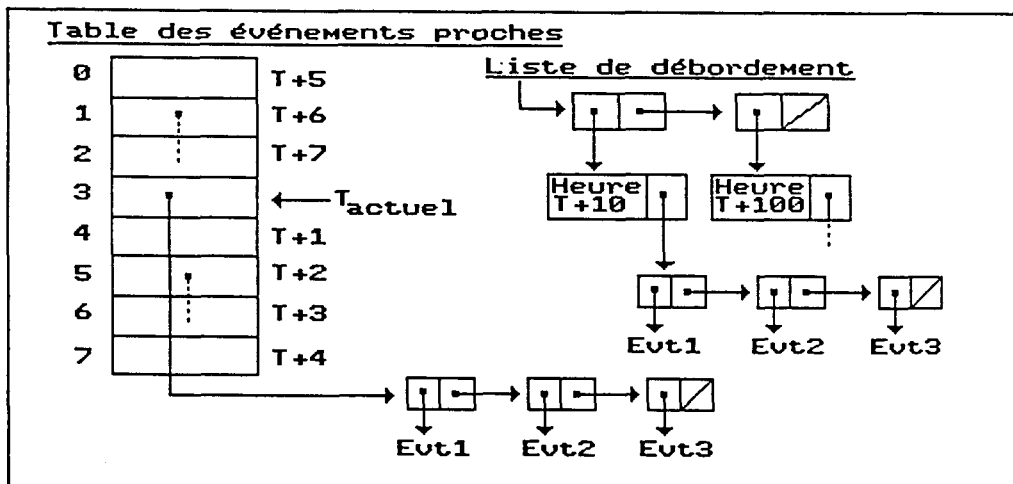 Table des événements proches
0 T+5
1 T+6
2 T+7
3 Tactuel
4 T+1
5 T+2
6 T+3
7 T+4
Liste de débordement
Heure T+10
Heure T+100
Evt1 Evt2 Evt3
Evt1 Evt2 Evt3